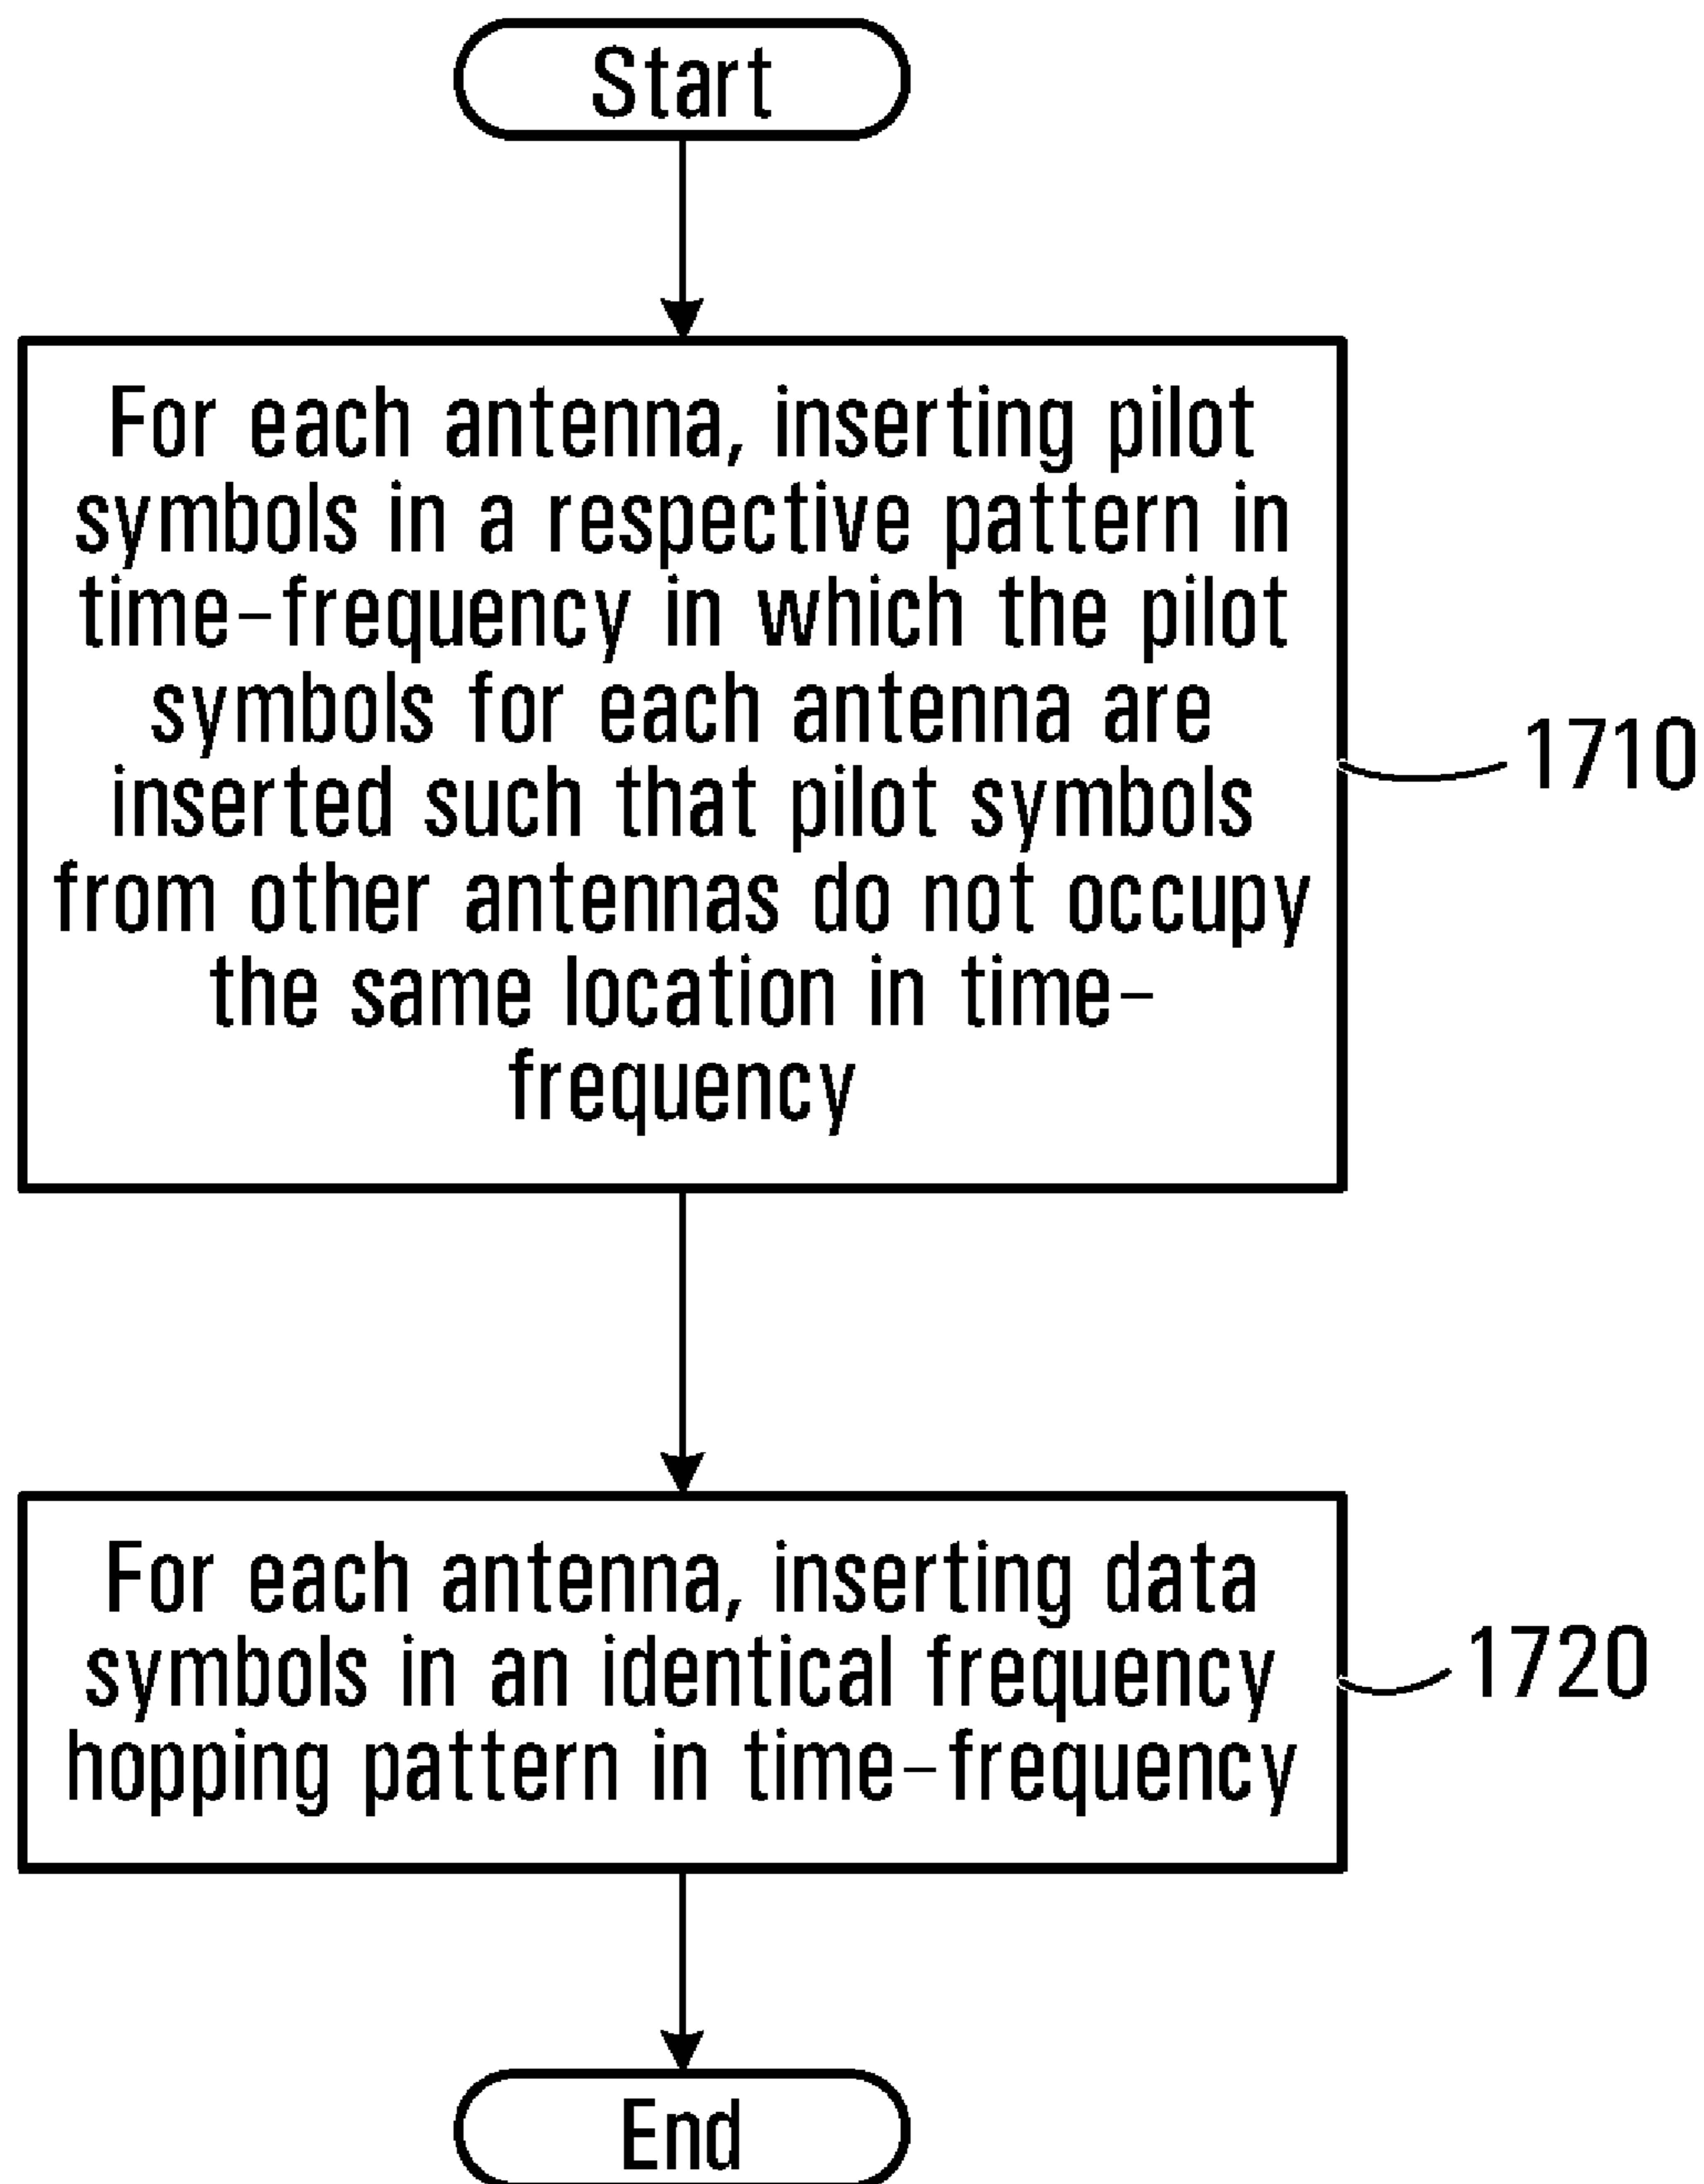 Start
For each antenna, inserting pilot
symbols in a respective pattern in
time-frequency in which the pilot
symbols for each antenna are
inserted such that pilot symbols
from other antennas do not occupy
the same location in time-
frequency
1710
For each antenna, inserting data
symbols in an identical frequency
hopping pattern in time-frequency
1720
End